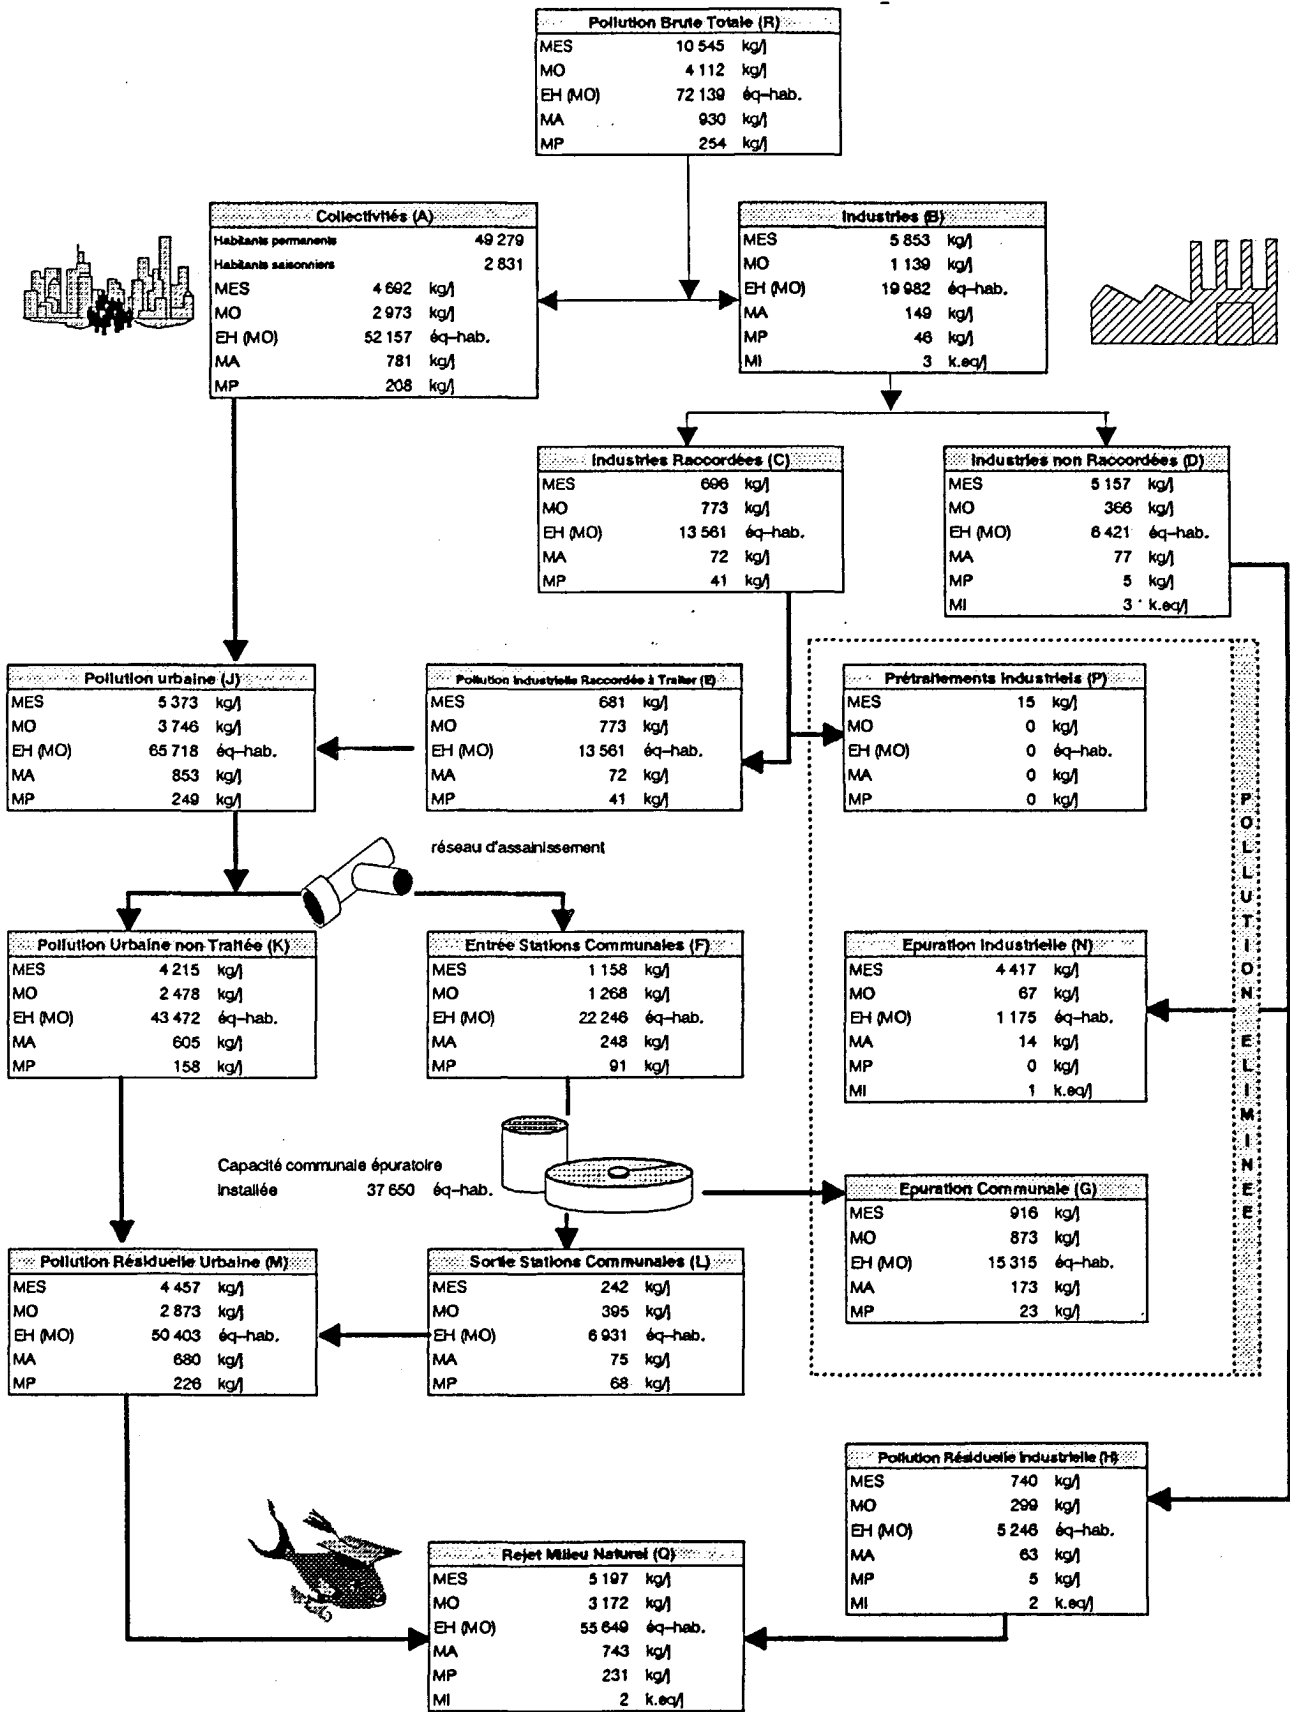 Pollution Brute Totale (R)
MES 10 545 kg/j
MO 4 112 kg/j
EH (MO) 72 139 éq-hab.
MA 930 kg/j
MP 254 kg/j
Collectivités (A)
Habitants permanents 49 279
Habitants saisonniers 2 831
MES 4 692 kg/j
MO 2 973 kg/j
EH (MO) 52 157 éq-hab.
MA 781 kg/j
MP 208 kg/j
Industries (B)
MES 5 853 kg/j
MO 1 139 kg/j
EH (MO) 19 982 éq-hab.
MA 149 kg/j
MP 46 kg/j
MI 3 k.eq/j
Industries Raccordées (C)
MES 696 kg/j
MO 773 kg/j
EH (MO) 13 561 éq-hab.
MA 72 kg/j
MP 41 kg/j
Industries non Raccordées (D)
MES 5 157 kg/j
MO 366 kg/j
EH (MO) 6 421 éq-hab.
MA 77 kg/j
MP 5 kg/j
MI 3 k.eq/j
Pollution urbaine (J)
MES 5 373 kg/j
MO 3 746 kg/j
EH (MO) 65 718 éq-hab.
MA 853 kg/j
MP 249 kg/j
Pollution Industrielle Raccordée à Traiter (E)
MES 681 kg/j
MO 773 kg/j
EH (MO) 13 561 éq-hab.
MA 72 kg/j
MP 41 kg/j
Prétraitements Industriels (P)
MES 15 kg/j
MO 0 kg/j
EH (MO) 0 éq-hab.
MA 0 kg/j
MP 0 kg/j
POLLUTION ELIMINEE
réseau d'assainissement
Pollution Urbaine non Traitée (K)
MES 4 215 kg/j
MO 2 478 kg/j
EH (MO) 43 472 éq-hab.
MA 605 kg/j
MP 158 kg/j
Entrée Stations Communales (F)
MES 1 158 kg/j
MO 1 268 kg/j
EH (MO) 22 246 éq-hab.
MA 248 kg/j
MP 91 kg/j
Epuration Industrielle (N)
MES 4 417 kg/j
MO 67 kg/j
EH (MO) 1 175 éq-hab.
MA 14 kg/j
MP 0 kg/j
MI 1 k.eq/j
Capacité communale épuratoire
installée 37 650 éq-hab.
Epuration Communale (G)
MES 916 kg/j
MO 873 kg/j
EH (MO) 15 315 éq-hab.
MA 173 kg/j
MP 23 kg/j
Pollution Résiduelle Urbaine (M)
MES 4 457 kg/j
MO 2 873 kg/j
EH (MO) 50 403 éq-hab.
MA 680 kg/j
MP 226 kg/j
Sortie Stations Communales (L)
MES 242 kg/j
MO 395 kg/j
EH (MO) 6 931 éq-hab.
MA 75 kg/j
MP 68 kg/j
Pollution Résiduelle Industrielle (H)
MES 740 kg/j
MO 299 kg/j
EH (MO) 5 246 éq-hab.
MA 63 kg/j
MP 5 kg/j
MI 2 k.eq/j
Rejet Milieu Naturel (Q)
MES 5 197 kg/j
MO 3 172 kg/j
EH (MO) 55 649 éq-hab.
MA 743 kg/j
MP 231 kg/j
MI 2 k.eq/j